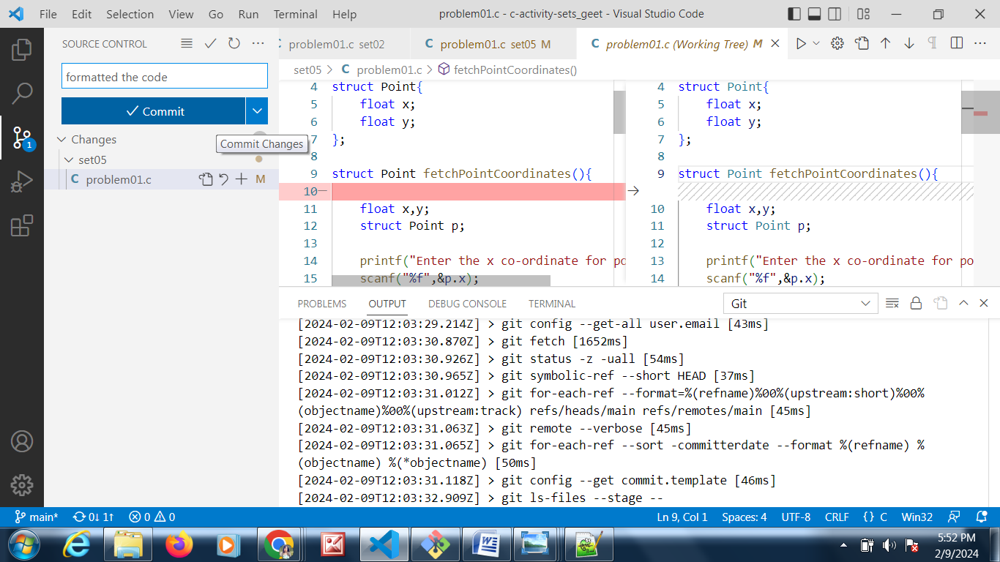 File Edit Selection View Go Run Terminal Help problem01.c - c-activity-sets_geet - Visual Studio Code
SOURCE CONTROL
formatted the code
Commit
Changes
Commit Changes
set05
C problem01.c M
1
problem01.c set02 C problem01.c set05 M C problem01.c (Working Tree) M
set05 > C problem01.c > fetchPointCoordinates()
4 struct Point{
5 float x;
6 float y;
7 };
8
9 struct Point fetchPointCoordinates(){
10—
11 float x,y;
12 struct Point p;
13
14 printf("Enter the x co-ordinate for po
15 scanf("%f",&p.x);
4 struct Point{
5 float x;
6 float y;
7 };
8
9 struct Point fetchPointCoordinates(){
10 float x,y;
11 struct Point p;
12
13 printf("Enter the x co-ordinate for po
14 scanf("%f",&p.x);
PROBLEMS OUTPUT DEBUG CONSOLE TERMINAL Git
[2024-02-09T12:03:29.214Z] > git config --get-all user.email [43ms]
[2024-02-09T12:03:30.870Z] > git fetch [1652ms]
[2024-02-09T12:03:30.926Z] > git status -z -uall [54ms]
[2024-02-09T12:03:30.965Z] > git symbolic-ref --short HEAD [37ms]
[2024-02-09T12:03:31.012Z] > git for-each-ref --format=%(refname)%00%(upstream:short)%00%
(objectname)%00%(upstream:track) refs/heads/main refs/remotes/main [45ms]
[2024-02-09T12:03:31.063Z] > git remote --verbose [45ms]
[2024-02-09T12:03:31.065Z] > git for-each-ref --sort -committerdate --format %(refname) %
(objectname) %(*objectname) [50ms]
[2024-02-09T12:03:31.118Z] > git config --get commit.template [46ms]
[2024-02-09T12:03:32.909Z] > git ls-files --stage --
main* 0↓ 1↑ 0 0 Ln 9, Col 1 Spaces: 4 UTF-8 CRLF {} C Win32
5:52 PM
2/9/2024